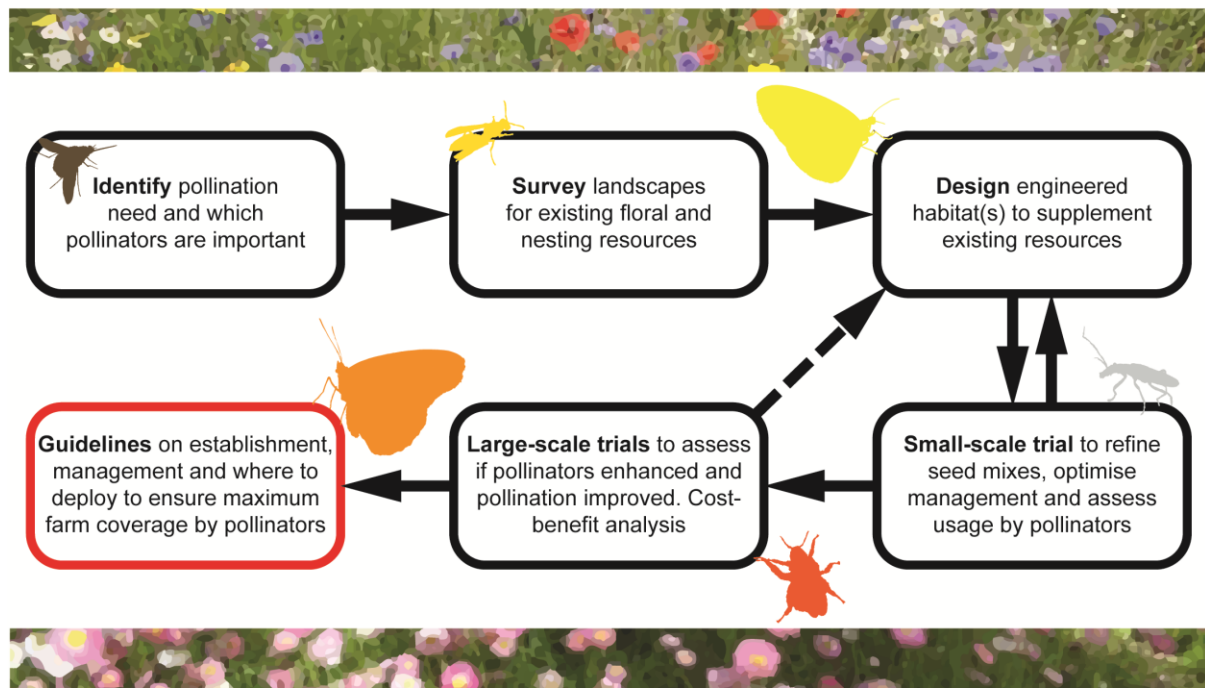 Identify pollination
need and which
pollinators are important
Survey landscapes
for existing floral and
nesting resources
Design engineered
habitat(s) to supplement
existing resources
Small-scale trial to refine
seed mixes, optimise
management and assess
usage by pollinators
Large-scale trials to assess
if pollinators enhanced and
pollination improved. Cost-
benefit analysis
Guidelines on establishment,
management and where to
deploy to ensure maximum
farm coverage by pollinators